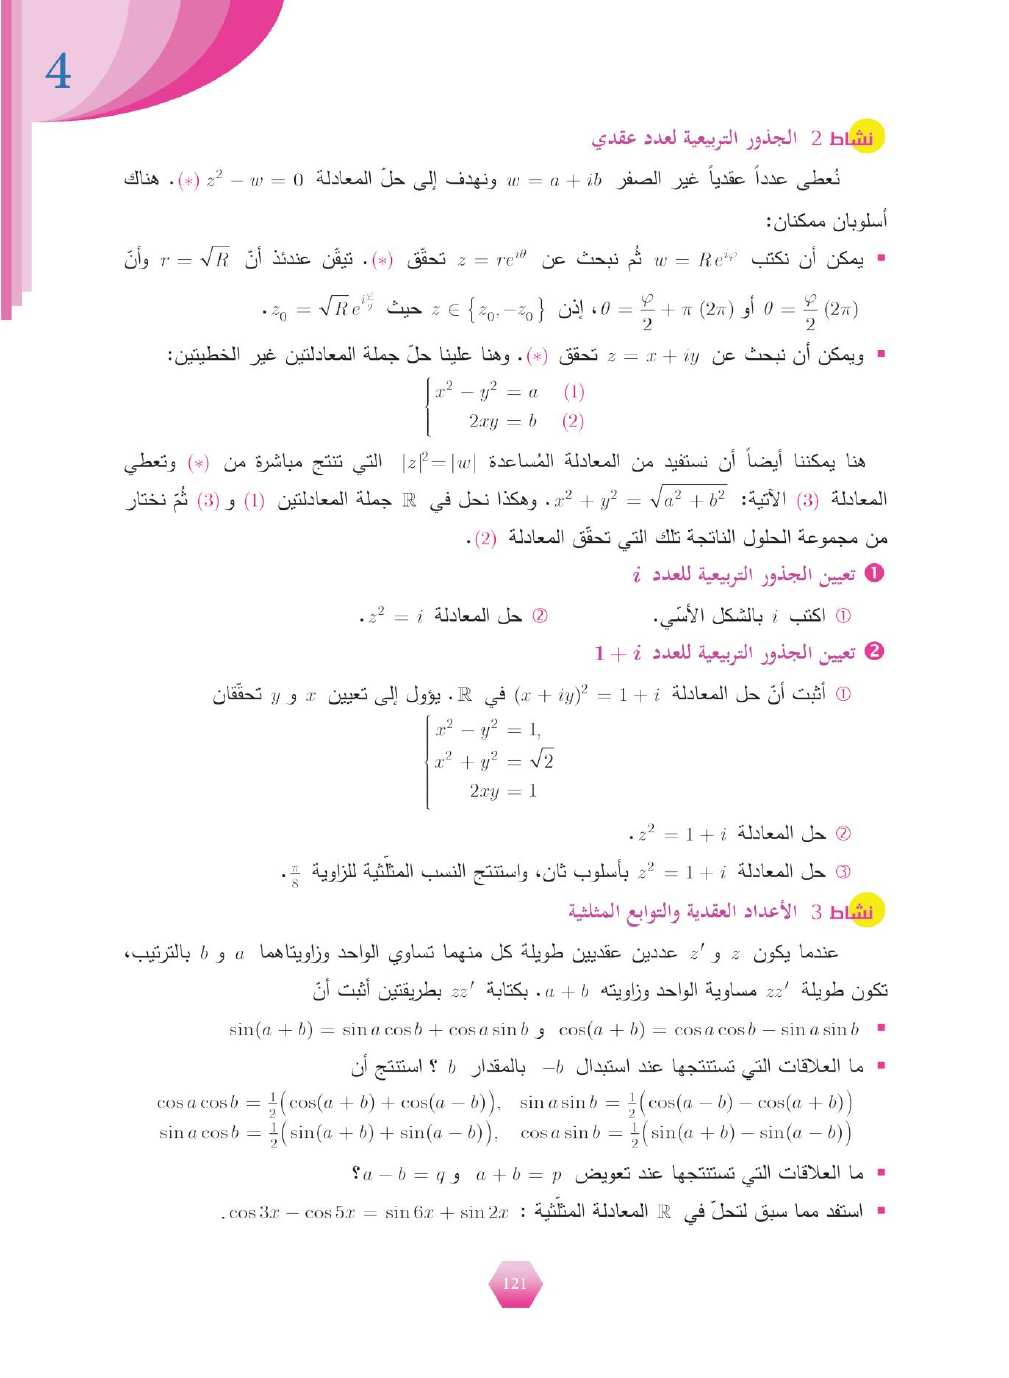 4
نشاط 2 الجذور التربيعية لعدد عقدي
نُعطى عدداً عقدياً غير الصفر w = a + ib ونهدف إلى حلّ المعادلة z² − w = 0 (*). هناك
أسلوبان ممكنان:
▪ يمكن أن نكتب w = Re^{iφ} ثُم نبحث عن z = re^{iθ} تحقّق (*). تيقّن عندئذ أنّ r = √R وأنّ
θ = φ/2 (2π) أو θ = φ/2 + π (2π)، إذن z ∈ {z₀, −z₀} حيث z₀ = √R e^{iφ/2}.
▪ ويمكن أن نبحث عن z = x + iy تحقق (*). وهنا علينا حلّ جملة المعادلتين غير الخطيتين:
x² − y² = a (1)
2xy = b (2)
هنا يمكننا أيضاً أن نستفيد من المعادلة المُساعدة |z|² = |w| التي تنتج مباشرة من (*) وتعطي
المعادلة (3) الآتية: x² + y² = √(a² + b²). وهكذا نحل في ℝ جملة المعادلتين (1) و (3) ثُمّ نختار
من مجموعة الحلول الناتجة تلك التي تحقّق المعادلة (2).
❶ تعيين الجذور التربيعية للعدد i
① اكتب i بالشكل الأسّي. ② حل المعادلة z² = i.
❷ تعيين الجذور التربيعية للعدد 1 + i
① أثبت أنّ حل المعادلة (x + iy)² = 1 + i في ℝ. يؤول إلى تعيين x و y تحقّقان
x² − y² = 1,
x² + y² = √2
2xy = 1
② حل المعادلة z² = 1 + i.
③ حل المعادلة z² = 1 + i بأسلوب ثان، واستنتج النسب المثلّثية للزاوية π/8.
نشاط 3 الأعداد العقدية والتوابع المثلثية
عندما يكون z و z′ عددين عقديين طويلة كل منهما تساوي الواحد وزاويتاهما a و b بالترتيب،
تكون طويلة zz′ مساوية الواحد وزاويته a + b. بكتابة zz′ بطريقتين أثبت أنّ
▪ cos(a + b) = cos a cos b − sin a sin b و sin(a + b) = sin a cos b + cos a sin b
▪ ما العلاقات التي تستنتجها عند استبدال −b بالمقدار b ؟ استنتج أن
cos a cos b = ½(cos(a + b) + cos(a − b)), sin a sin b = ½(cos(a − b) − cos(a + b))
sin a cos b = ½(sin(a + b) + sin(a − b)), cos a sin b = ½(sin(a + b) − sin(a − b))
▪ ما العلاقات التي تستنتجها عند تعويض a + b = p و a − b = q؟
▪ استفد مما سبق لتحلّ في ℝ المعادلة المثلّثية : cos 3x − cos 5x = sin 6x + sin 2x.
121